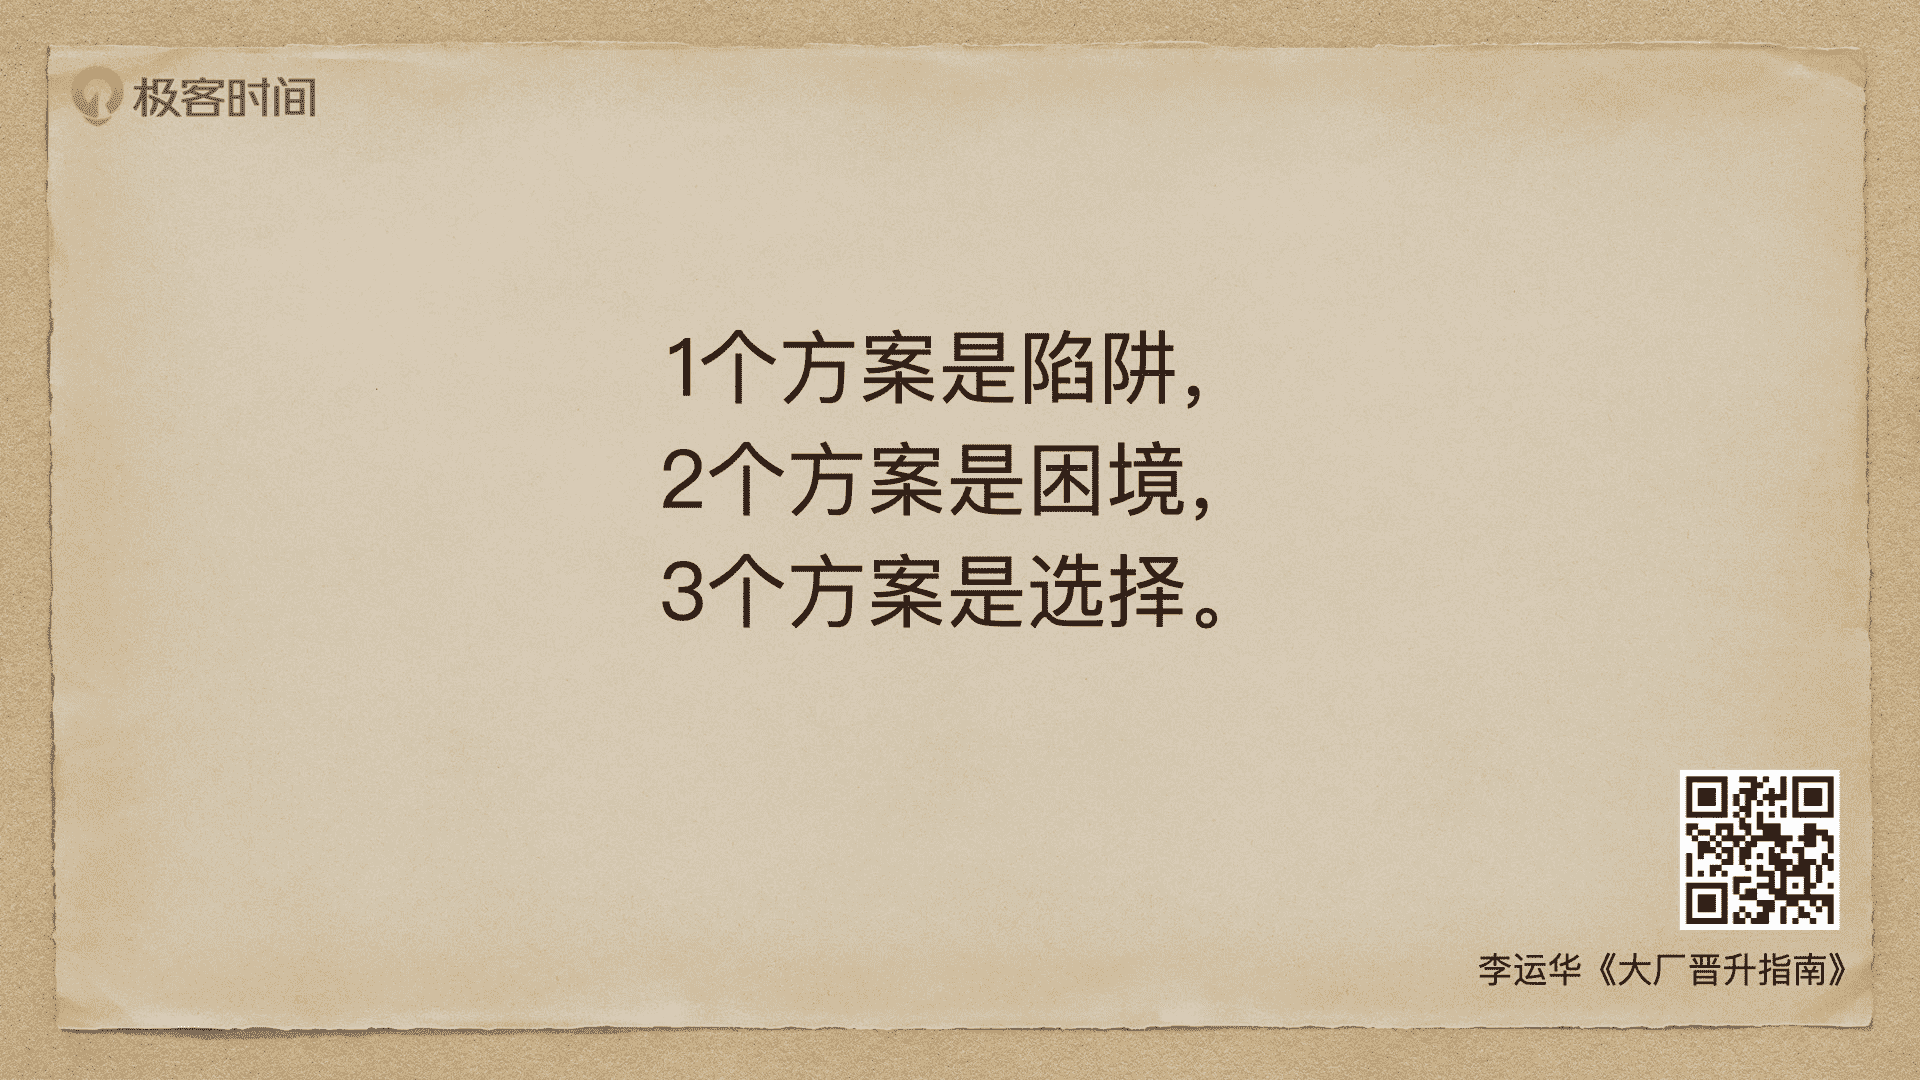 极客时间
1个方案是陷阱，
2个方案是困境，
3个方案是选择。
李运华《大厂晋升指南》